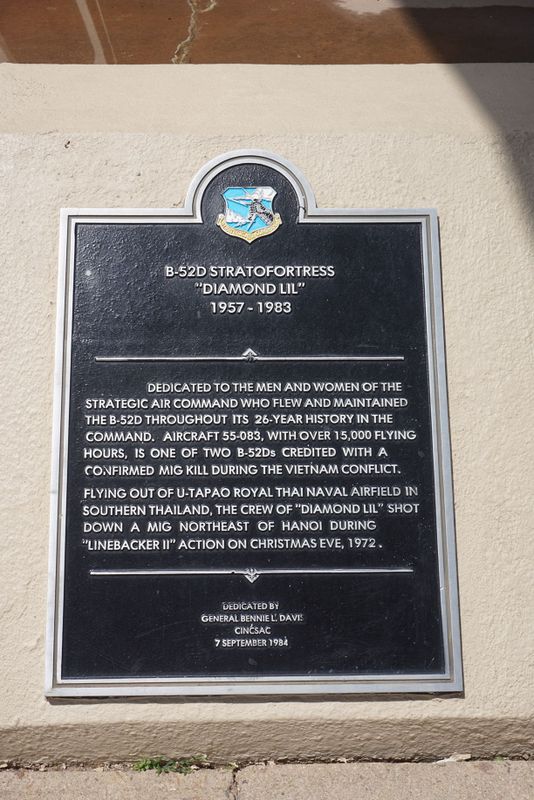 B-52D STRATOFORTRESS
"DIAMOND LIL"
1957 - 1983
DEDICATED TO THE MEN AND WOMEN OF THE
STRATEGIC AIR COMMAND WHO FLEW AND MAINTAINED
THE B-52D THROUGHOUT ITS 26-YEAR HISTORY IN THE
COMMAND. AIRCRAFT 55-083, WITH OVER 15,000 FLYING
HOURS, IS ONE OF TWO B-52Ds CREDITED WITH A
CONFIRMED MIG KILL DURING THE VIETNAM CONFLICT.
FLYING OUT OF U-TAPAO ROYAL THAI NAVAL AIRFIELD IN
SOUTHERN THAILAND, THE CREW OF "DIAMOND LIL" SHOT
DOWN A MIG NORTHEAST OF HANOI DURING
"LINEBACKER II" ACTION ON CHRISTMAS EVE, 1972.
DEDICATED BY
GENERAL BENNIE L. DAVIS
CINCSAC
7 SEPTEMBER 1984